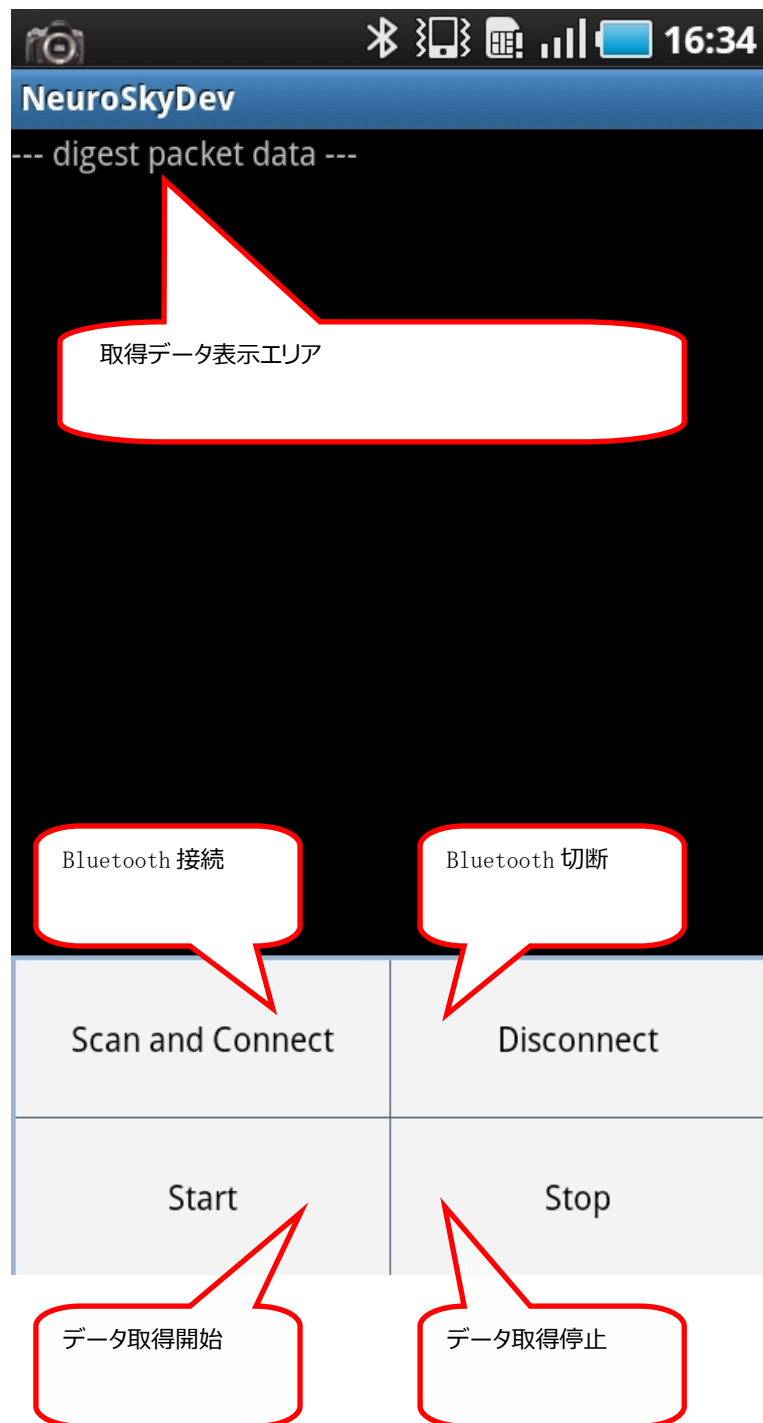 16:34
NeuroSkyDev
--- digest packet data ---
取得データ表示エリア
Bluetooth 接続
Bluetooth 切断
Scan and Connect
Disconnect
Start
Stop
データ取得開始
データ取得停止